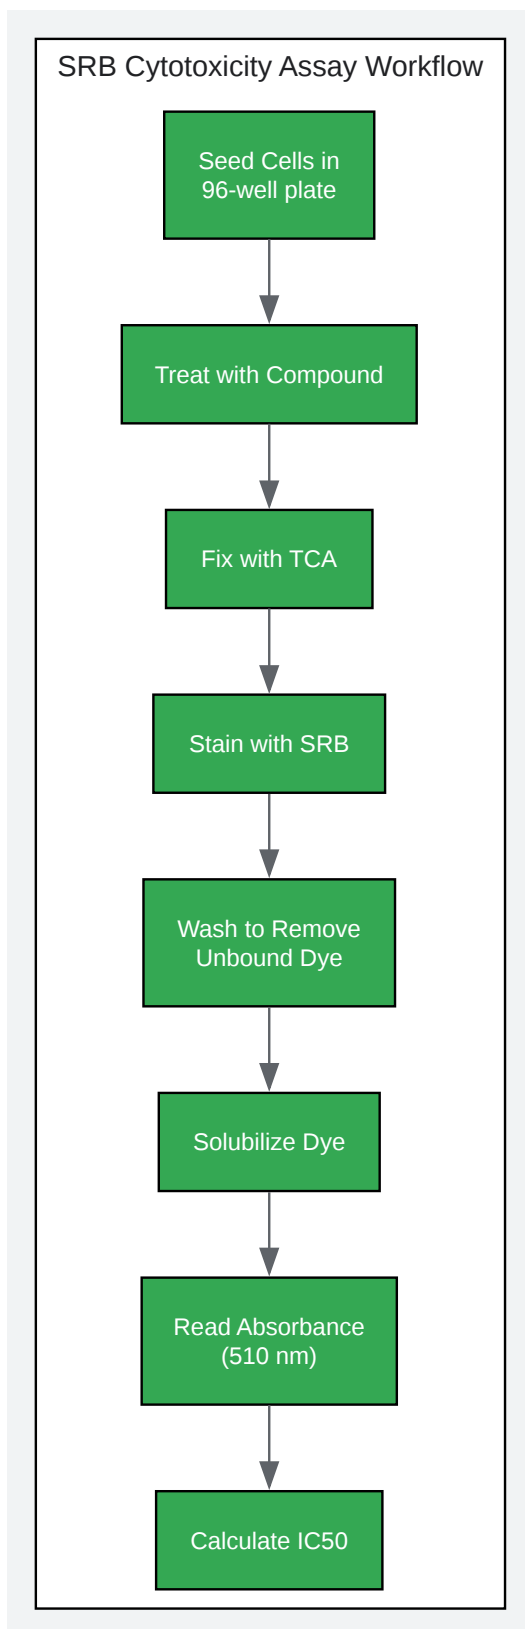 SRB Cytotoxicity Assay Workflow
Seed Cells in
96-well plate
Treat with Compound
Fix with TCA
Stain with SRB
Wash to Remove
Unbound Dye
Solubilize Dye
Read Absorbance
(510 nm)
Calculate IC50